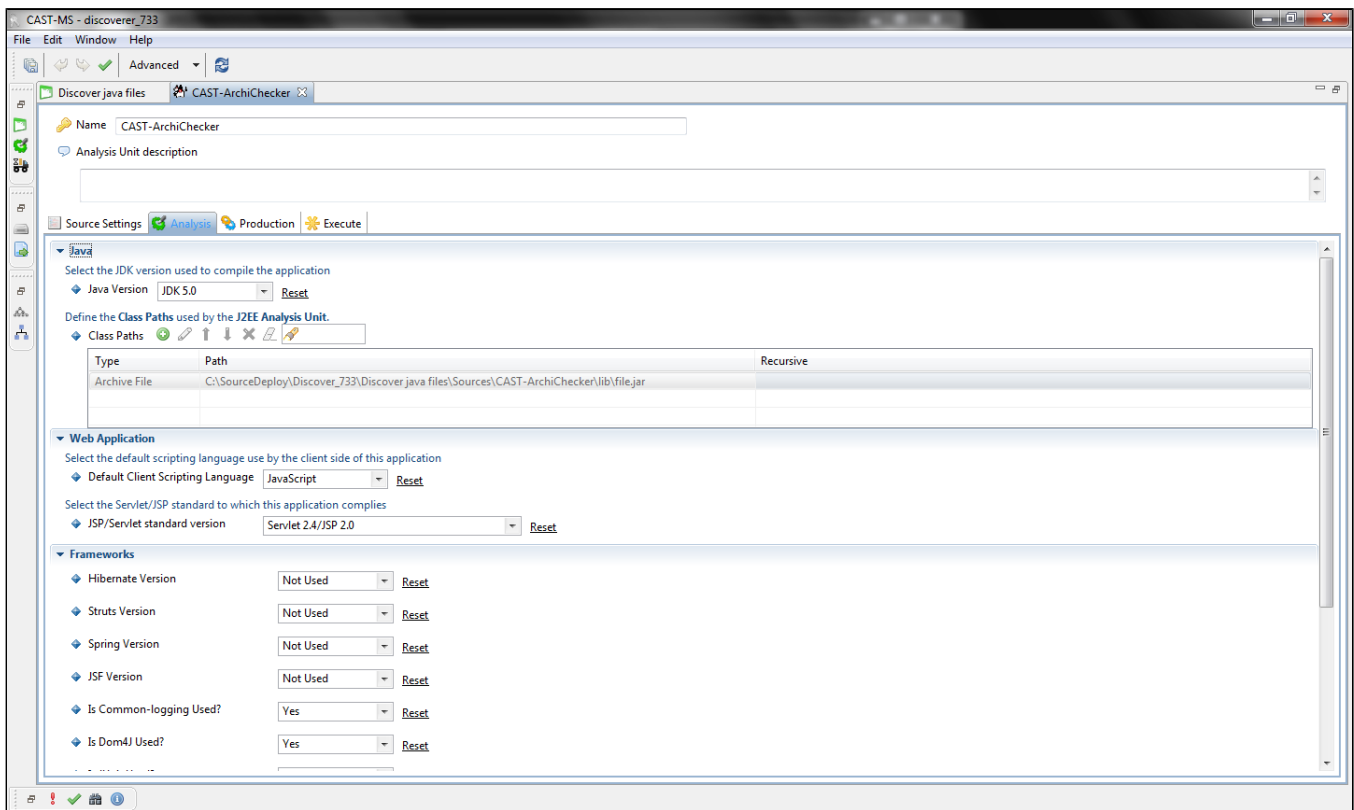 CAST-MS - discoverer_733
File Edit Window Help
Advanced
Discover java files CAST-ArchiChecker
Name CAST-ArchiChecker
Analysis Unit description
Source Settings Analysis Production Execute
Java
Select the JDK version used to compile the application
Java Version JDK 5.0 Reset
Define the Class Paths used by the J2EE Analysis Unit.
Class Paths
Type Path Recursive
Archive File C:\SourceDeploy\Discover_733\Discover java files\Sources\CAST-ArchiChecker\lib\file.jar
Web Application
Select the default scripting language use by the client side of this application
Default Client Scripting Language JavaScript Reset
Select the Servlet/JSP standard to which this application complies
JSP/Servlet standard version Servlet 2.4/JSP 2.0 Reset
Frameworks
Hibernate Version Not Used Reset
Struts Version Not Used Reset
Spring Version Not Used Reset
JSF Version Not Used Reset
Is Common-logging Used? Yes Reset
Is Dom4J Used? Yes Reset